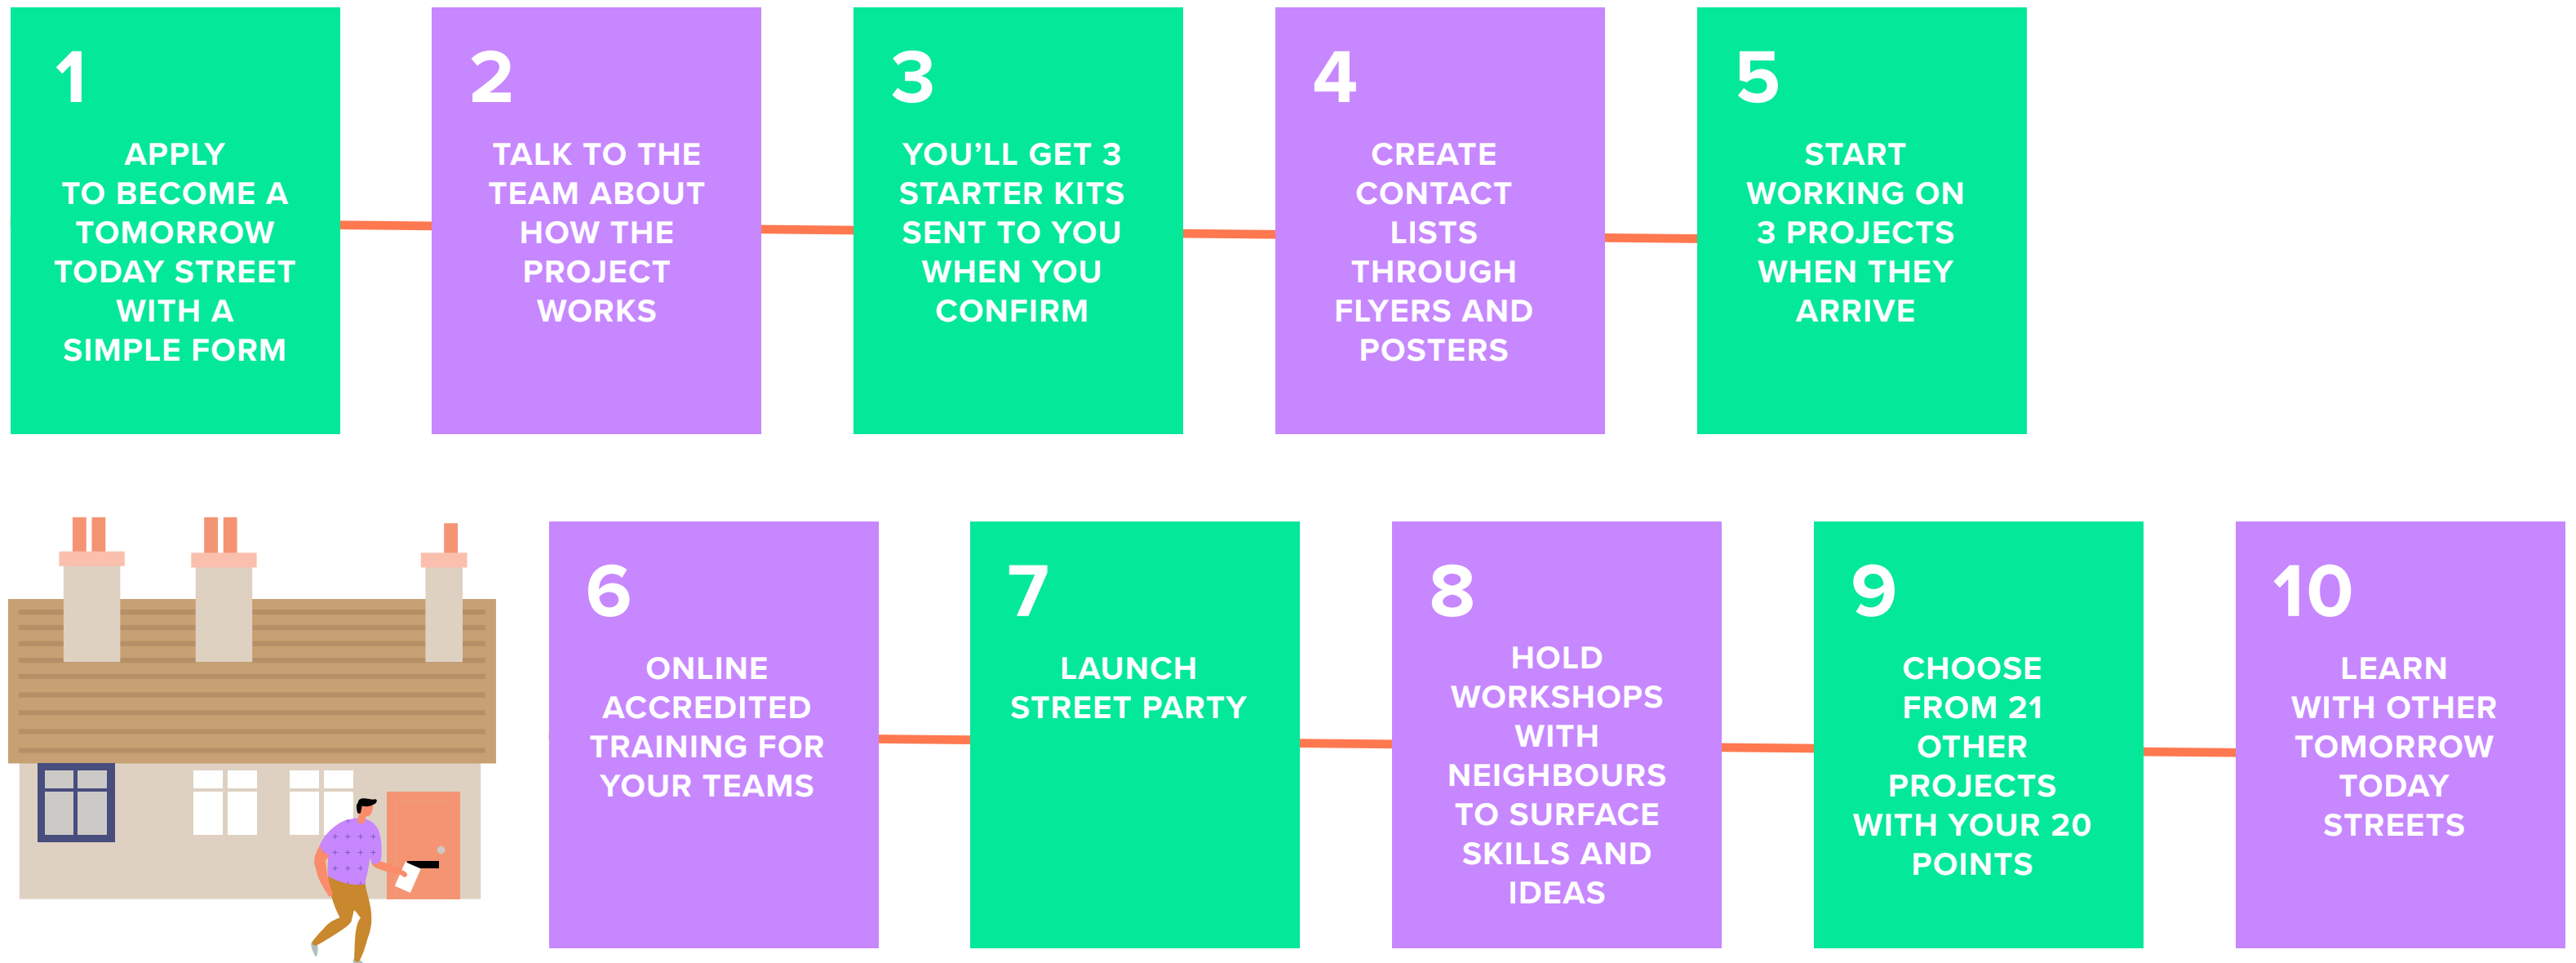 1
APPLY
TO BECOME A
TOMORROW
TODAY STREET
WITH A
SIMPLE FORM
2
TALK TO THE
TEAM ABOUT
HOW THE
PROJECT
WORKS
3
YOU’LL GET 3
STARTER KITS
SENT TO YOU
WHEN YOU
CONFIRM
4
CREATE
CONTACT
LISTS
THROUGH
FLYERS AND
POSTERS
5
START
WORKING ON
3 PROJECTS
WHEN THEY
ARRIVE
6
ONLINE
ACCREDITED
TRAINING FOR
YOUR TEAMS
7
LAUNCH
STREET PARTY
8
HOLD
WORKSHOPS
WITH
NEIGHBOURS
TO SURFACE
SKILLS AND
IDEAS
9
CHOOSE
FROM 21
OTHER
PROJECTS
WITH YOUR 20
POINTS
10
LEARN
WITH OTHER
TOMORROW
TODAY
STREETS